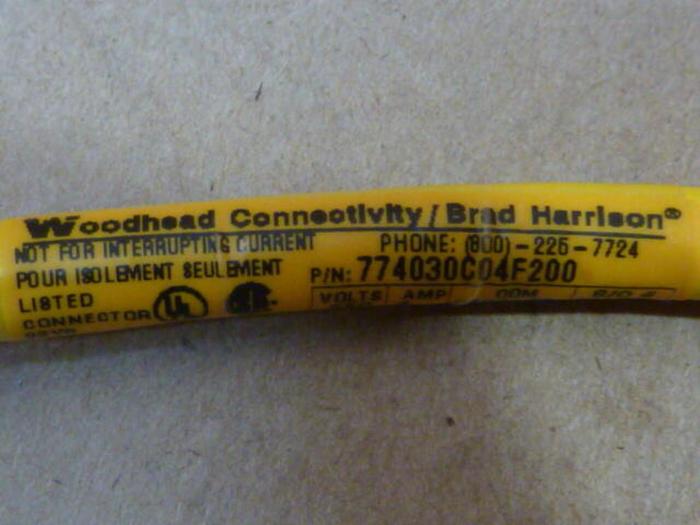 Woodhead Connectivity / Brad Harrison®
NOT FOR INTERRUPTING CURRENT PHONE: (800)-225-7724
POUR ISOLEMENT SEULEMENT P/N: 774030C04F200
LISTED
CONNECTOR UL VOLTS AMP